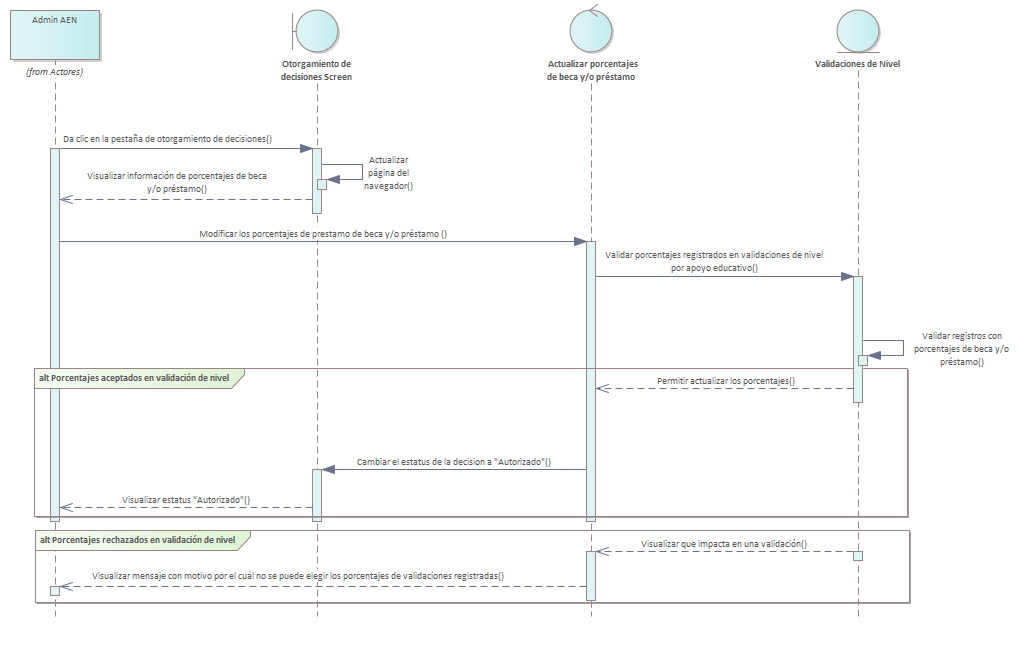 Admin AEN
(from Actores)
Otorgamiento de
decisiones Screen
Actualizar porcentajes
de beca y/o préstamo
Validaciones de Nivel
Da clic en la pestaña de otorgamiento de decisiones()
Actualizar
página del
navegador()
Visualizar información de porcentajes de beca
y/o préstamo()
Modificar los porcentajes de prestamo de beca y/o préstamo ()
Validar porcentajes registrados en validaciones de nivel
por apoyo educativo()
Validar registros con
porcentajes de beca y/o
préstamo()
alt Porcentajes aceptados en validación de nivel
Permitir actualizar los porcentajes()
Cambiar el estatus de la decision a "Autorizado"()
Visualizar estatus "Autorizado"()
alt Porcentajes rechazados en validación de nivel
Visualizar que impacta en una validación()
Visualizar mensaje con motivo por el cuál no se puede elegir los porcentajes de validaciones registradas()